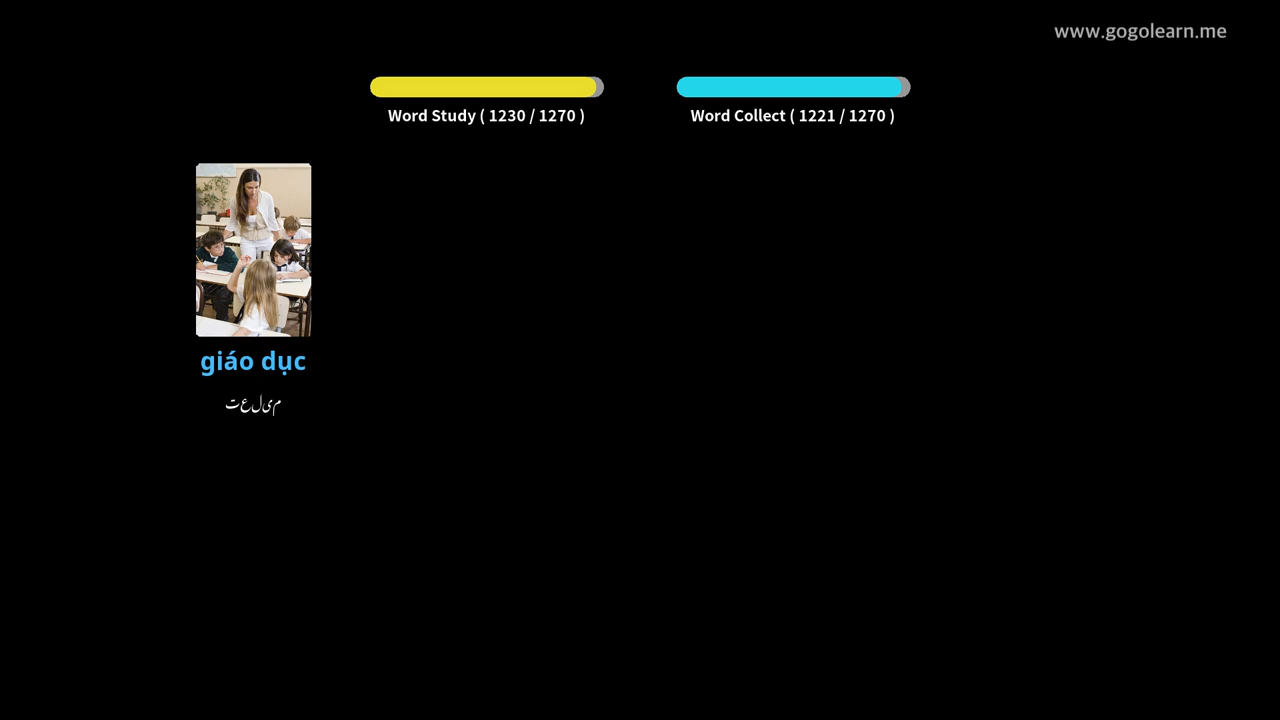 www.gogolearn.me
Word Study ( 1230 / 1270 )
Word Collect ( 1221 / 1270 )
giáo dục
تعلیم